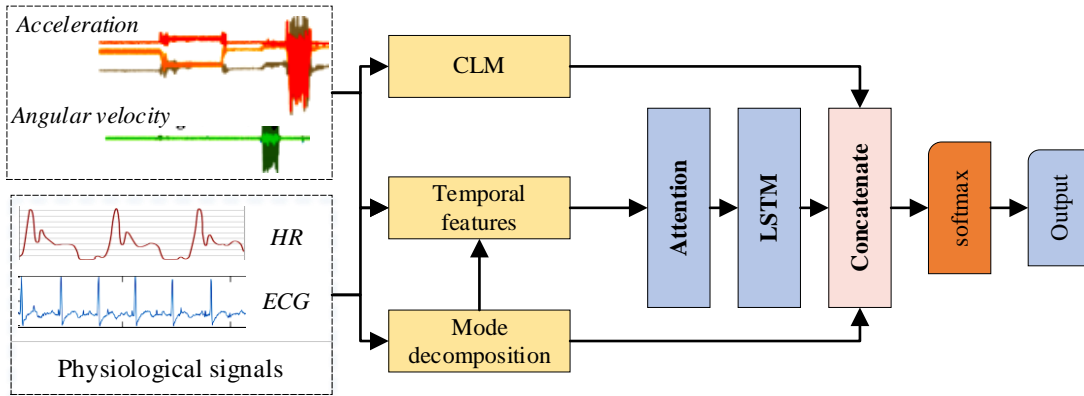 Acceleration
Angular velocity
HR
ECG
Physiological signals
CLM
Temporal
features
Mode
decomposition
Attention
LSTM
Concatenate
softmax
Output